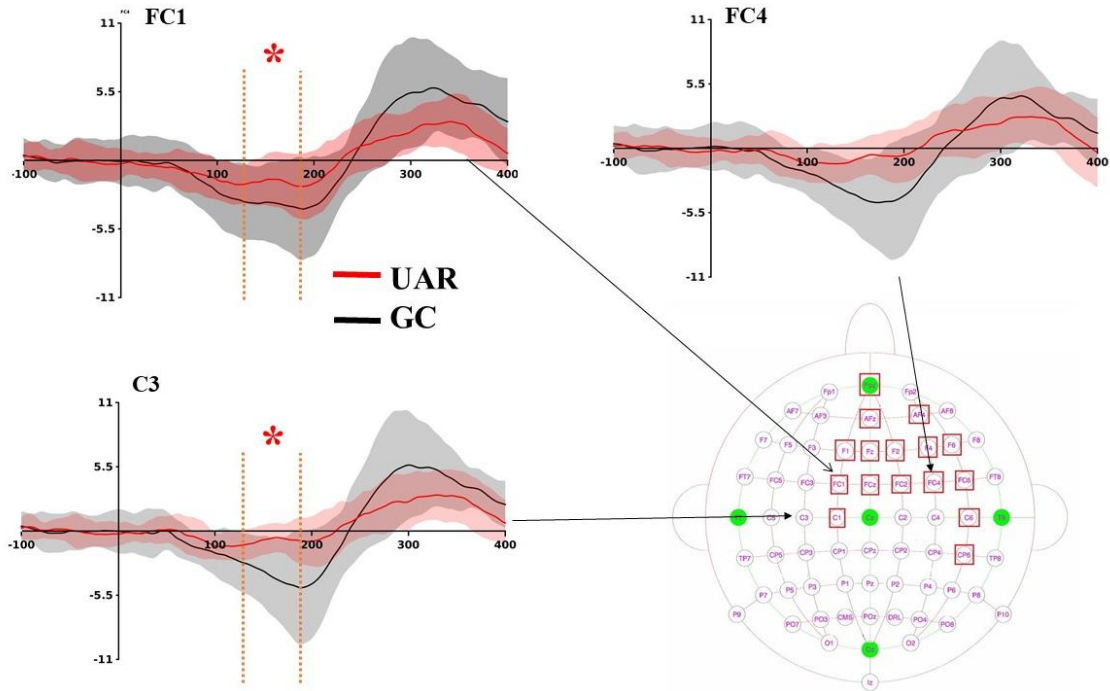 FC1
FC4
11
5.5
-100
100
200
300
400
-5.5
-11
UAR
GC
FC4
11
5.5
-100
100
200
300
400
-5.5
-11
C3
11
5.5
-100
100
200
300
400
-5.5
-11
Fp1
Fp2
AF7
AF3
AFz
AF4
AF8
F7
F5
F3
F1
Fz
F2
F4
F6
F8
FT7
FC5
FC3
FC1
FCz
FC2
FC4
FC6
FT8
C5
C3
C1
Cz
C2
C4
C6
T8
TP7
CP5
CP3
CP1
CPz
CP2
CP4
CP6
TP8
P9
P7
P5
P3
P1
Pz
P2
P4
P6
P8
P10
PO7
PO3
CMS
POz
DRL
PO4
PO8
O1
Oz
O2
Iz